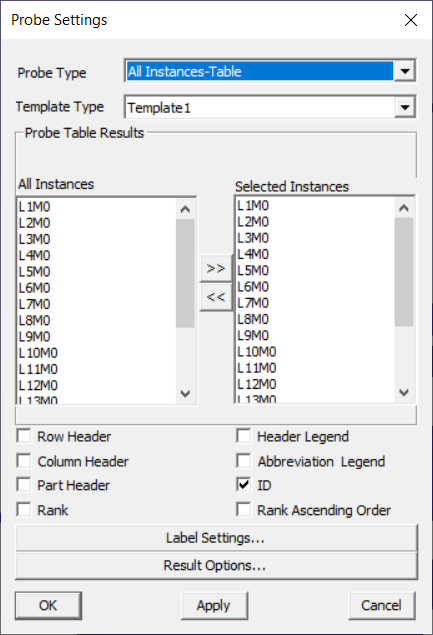 Probe Settings
Probe Type All Instances-Table
Template Type Template1
Probe Table Results
All Instances
L1M0
L2M0
L3M0
L4M0
L5M0
L6M0
L7M0
L8M0
L9M0
L10M0
L11M0
L12M0
L13M0
>>
<<
Selected Instances
L1M0
L2M0
L3M0
L4M0
L5M0
L6M0
L7M0
L8M0
L9M0
L10M0
L11M0
L12M0
L13M0
Row Header
Column Header
Part Header
Rank
Header Legend
Abbreviation Legend
ID
Rank Ascending Order
Label Settings...
Result Options...
OK Apply Cancel